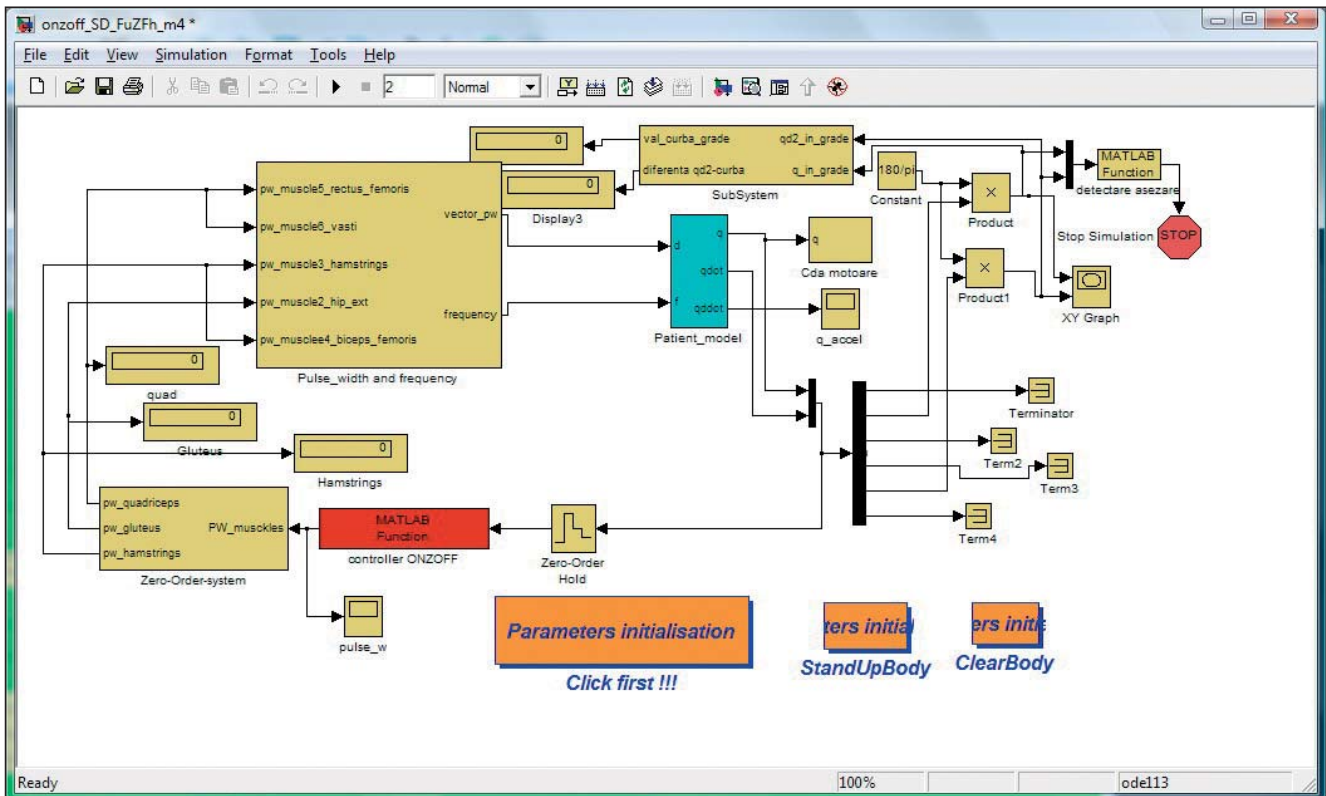 onzoff_SD_FuZFh_m4 *
File Edit View Simulation Format Tools Help
2 Normal
0
val_curba_grade qd2_in_grade
diferenta qd2-curba q_in_grade
SubSystem
0
Display3
180/pi
Constant
×
Product
MATLAB
Function
detectare asezare
Stop Simulation STOP
×
Product1
XY Graph
pw_muscle5_rectus_femoris
pw_muscle6_vasti
pw_muscle3_hamstrings
pw_muscle2_hip_ext
pw_musclee4_biceps_femoris
vector_pw
frequency
Pulse_width and frequency
d q
qdot
f qddot
Patient_model
q
Cda motoare
q_accel
0
quad
0
Gluteus
0
Hamstrings
Terminator
Term2
Term3
Term4
pw_quadriceps
pw_gluteus PW_musckles
pw_hamstrings
Zero-Order-system
MATLAB
Function
controller ONZOFF
Zero-Order
Hold
pulse_w
Parameters initialisation
Click first !!!
ters initial
StandUpBody
ers initi
ClearBody
Ready 100% ode113